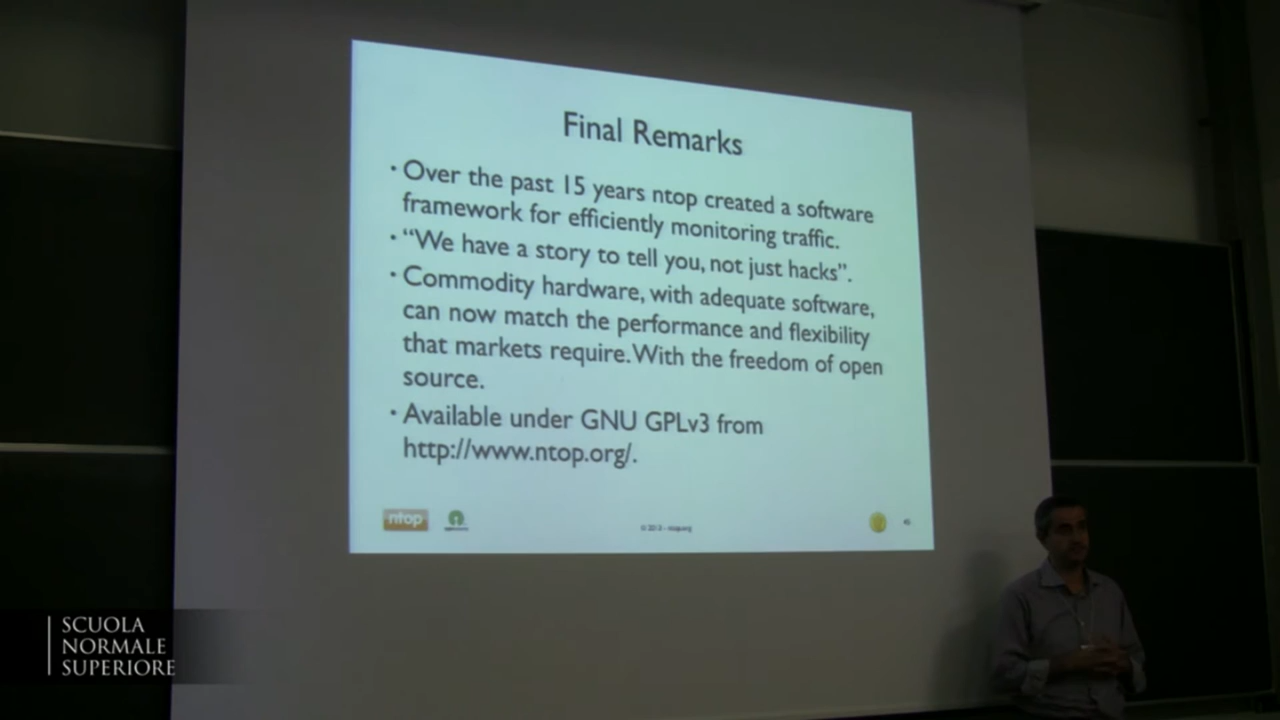 Final Remarks
• Over the past 15 years ntop created a software
framework for efficiently monitoring traffic.
• “We have a story to tell you, not just hacks”.
• Commodity hardware, with adequate software,
can now match the performance and flexibility
that markets require. With the freedom of open
source.
• Available under GNU GPLv3 from
http://www.ntop.org/.
ntop
45
SCUOLA
NORMALE
SUPERIORE